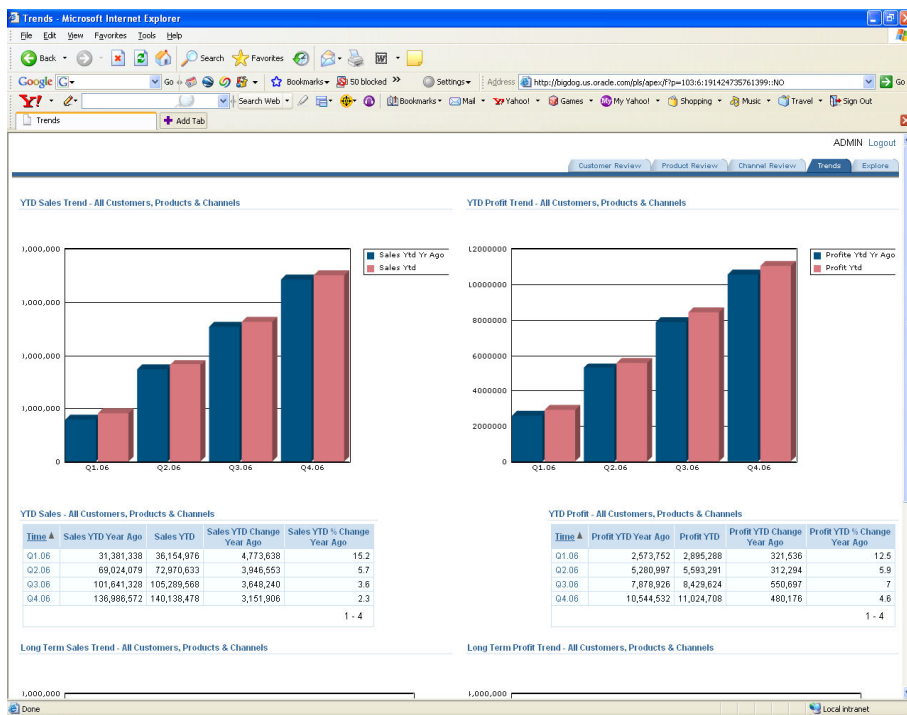 Trends - Microsoft Internet Explorer
File Edit View Favorites Tools Help
Back Search Favorites
Google G Go Bookmarks 50 blocked >> Settings Address http://bigdog.us.oracle.com/pls/apex/f?p=103:6:191424735761399::NO Go
Y! Search Web Bookmarks Mail Yahoo! Games My Yahoo! Shopping Music Travel Sign Out
Trends Add Tab
ADMIN Logout
Customer Review Product Review Channel Review Trends Explore
YTD Sales Trend - All Customers, Products & Channels
),000,000
),000,000
),000,000
),000,000
0
Q1.06 Q2.06 Q3.06 Q4.06
Sales Ytd Yr Ago
Sales Ytd
YTD Profit Trend - All Customers, Products & Channels
12000000
10000000
8000000
6000000
4000000
2000000
0
Q1.06 Q2.06 Q3.06 Q4.06
Profite Ytd Yr Ago
Profit Ytd
YTD Sales - All Customers, Products & Channels
Time Sales YTD Year Ago Sales YTD Sales YTD Change Year Ago Sales YTD % Change Year Ago
Q1.06 31,381,338 36,154,976 4,773,638 15.2
Q2.06 69,024,079 72,970,633 3,946,553 5.7
Q3.06 101,641,328 105,289,568 3,648,240 3.6
Q4.06 136,986,572 140,138,478 3,151,906 2.3
1 - 4
YTD Profit - All Customers, Products & Channels
Time Profit YTD Year Ago Profit YTD Profit YTD Change Year Ago Profit YTD % Change Year Ago
Q1.06 2,573,752 2,895,288 321,536 12.5
Q2.06 5,280,997 5,593,291 312,294 5.9
Q3.06 7,878,926 8,429,624 550,697 7
Q4.06 10,544,532 11,024,708 480,176 4.6
1 - 4
Long Term Sales Trend - All Customers, Products & Channels
),000,000
Long Term Profit Trend - All Customers, Products & Channels
),000,000
Done Local intranet